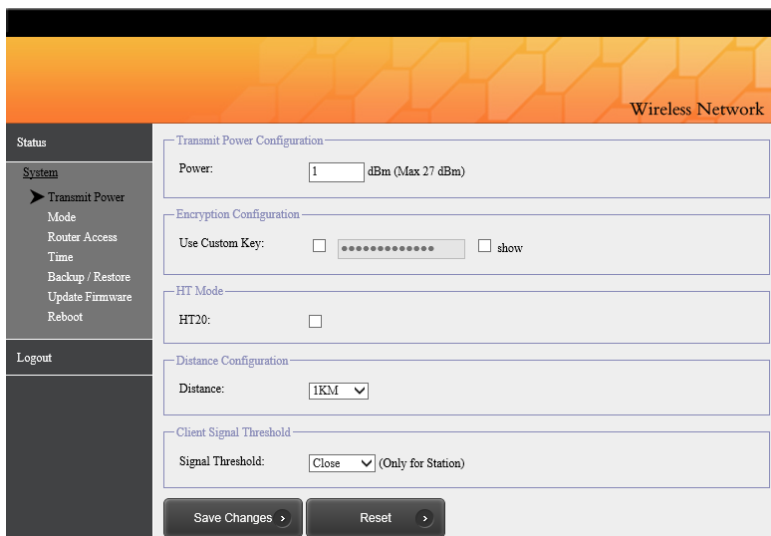 Wireless Network
Status
System
Transmit Power
Mode
Router Access
Time
Backup / Restore
Update Firmware
Reboot
Logout
Transmit Power Configuration
Power: 1 dBm (Max 27 dBm)
Encryption Configuration
Use Custom Key: show
HT Mode
HT20:
Distance Configuration
Distance: 1KM
Client Signal Threshold
Signal Threshold: Close (Only for Station)
Save Changes Reset